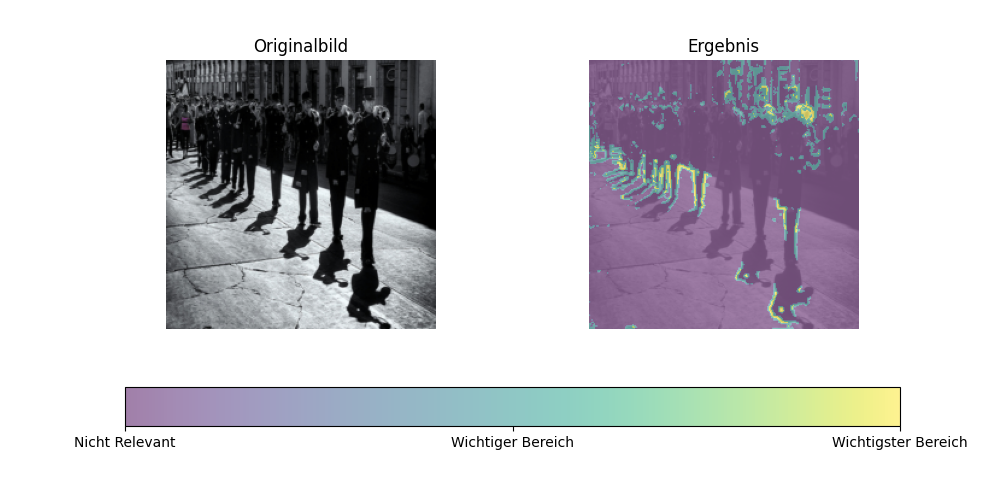 Originalbild
Ergebnis
Nicht Relevant
Wichtiger Bereich
Wichtigster Bereich